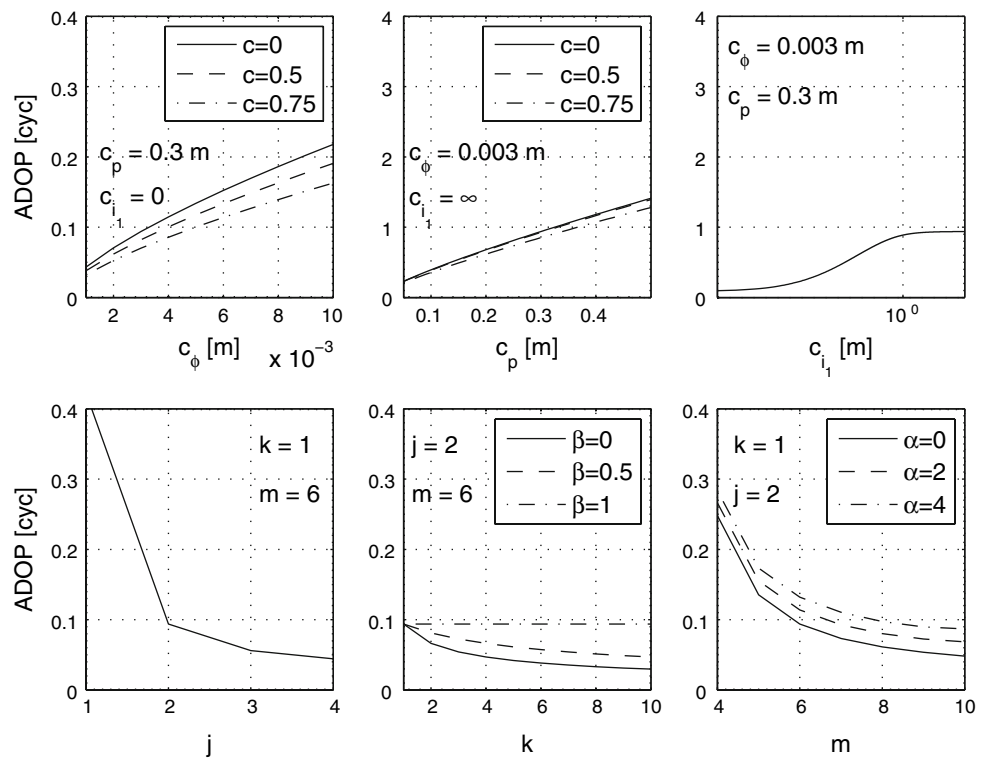 ADOP [cyc]
0.4
0.3
0.2
0.1
0
c=0
c=0.5
c=0.75
c_p = 0.3 m
c_{i_1} = 0
2 4 6 8 10
c_ϕ [m] x 10^{-3}
4
3
2
1
0
c=0
c=0.5
c=0.75
c_ϕ = 0.003 m
c_{i_1} = ∞
0.1 0.2 0.3 0.4
c_p [m]
4
3
2
1
0
c_ϕ = 0.003 m
c_p = 0.3 m
10^0
c_{i_1} [m]
ADOP [cyc]
0.4
0.3
0.2
0.1
0
k = 1
m = 6
1 2 3 4
j
0.4
0.3
0.2
0.1
0
j = 2
m = 6
β=0
β=0.5
β=1
2 4 6 8 10
k
0.4
0.3
0.2
0.1
0
k = 1
j = 2
α=0
α=2
α=4
4 6 8 10
m